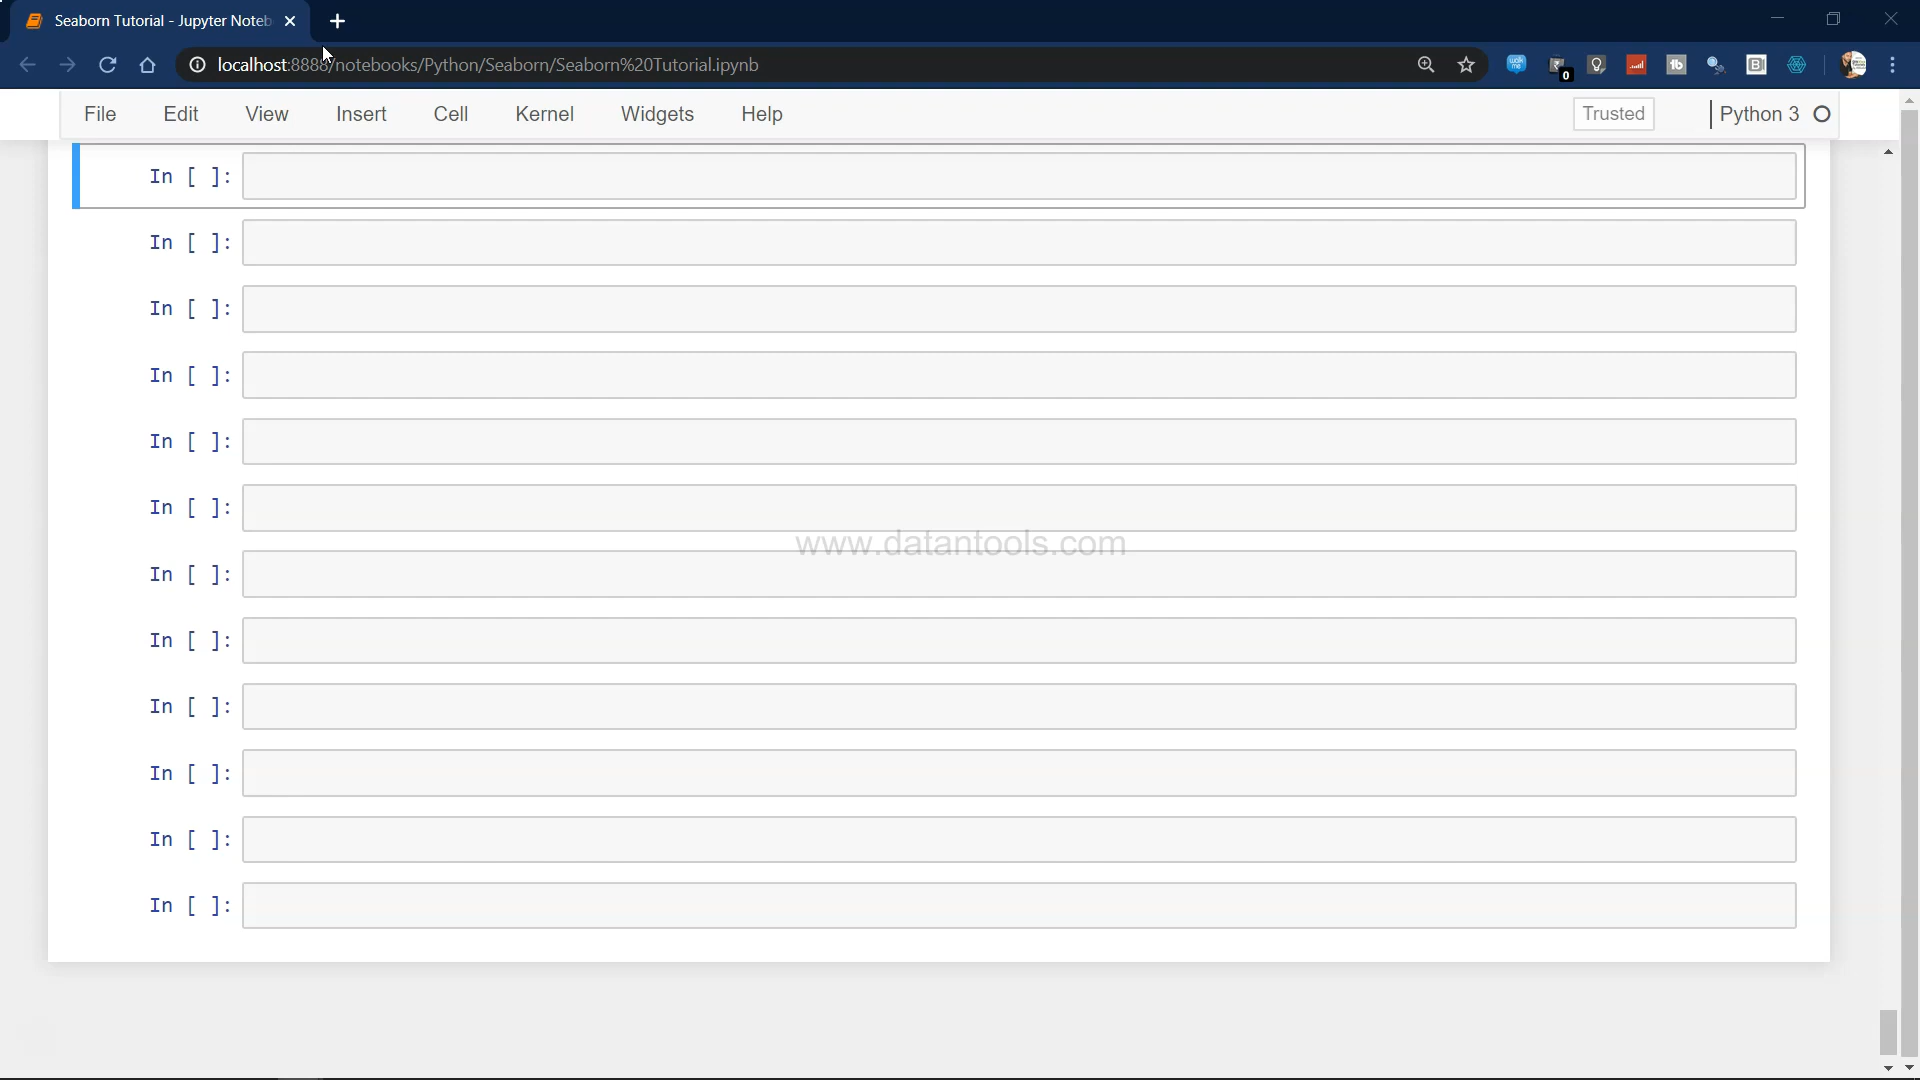 Seaborn Tutorial - Jupyter Noteb
localhost:8888/notebooks/Python/Seaborn/Seaborn%20Tutorial.ipynb
0
File Edit View Insert Cell Kernel Widgets Help Trusted Python 3
In [ ]:
In [ ]:
In [ ]:
In [ ]:
In [ ]:
In [ ]:
www.datantools.com
In [ ]:
In [ ]:
In [ ]:
In [ ]:
In [ ]:
In [ ]: